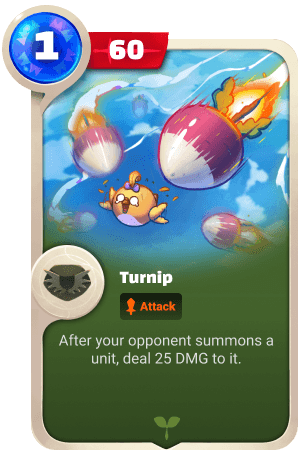 1
60
Turnip
Attack
After your opponent summons a
unit, deal 25 DMG to it.